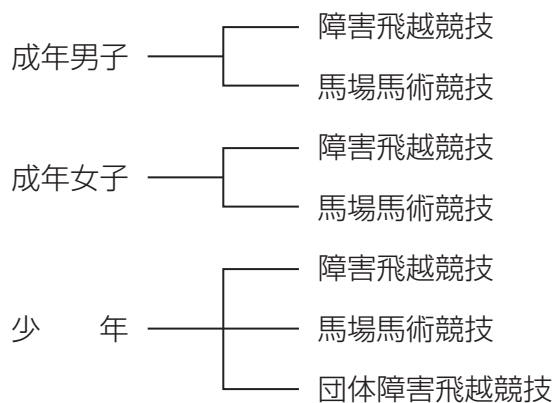 成年男子
障害飛越競技
馬場馬術競技
成年女子
障害飛越競技
馬場馬術競技
少　　年
障害飛越競技
馬場馬術競技
団体障害飛越競技